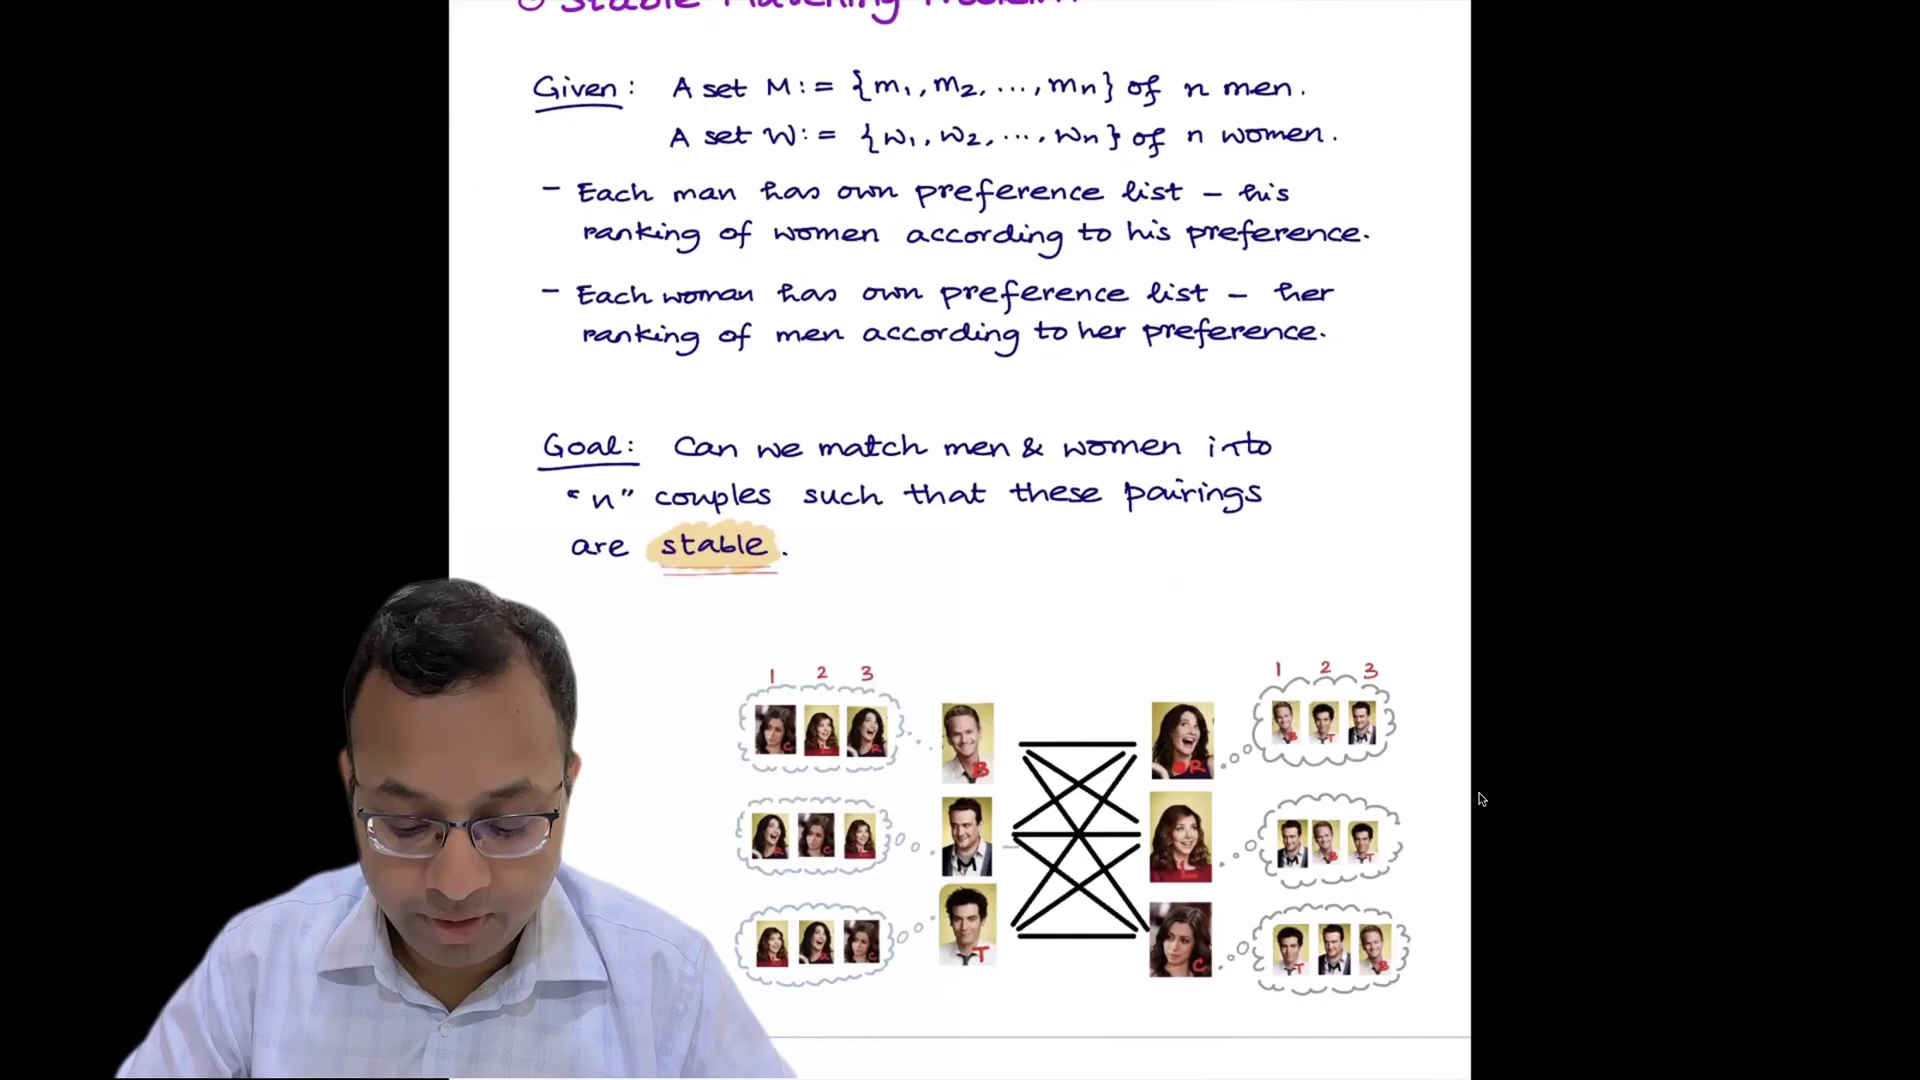 Stable Matching Problem
Given: A set M := {m₁, m₂, ..., mₙ} of n men.
A set W := {w₁, w₂, ..., wₙ} of n women.
- Each man has own preference list - his
ranking of women according to his preference.
- Each woman has own preference list - her
ranking of men according to her preference.
Goal: Can we match men & women into
"n" couples such that these pairings
are stable.
1 2 3
1 2 3
C L R
B
R
B T
R C L
L
B T
L R C
T
C
T B